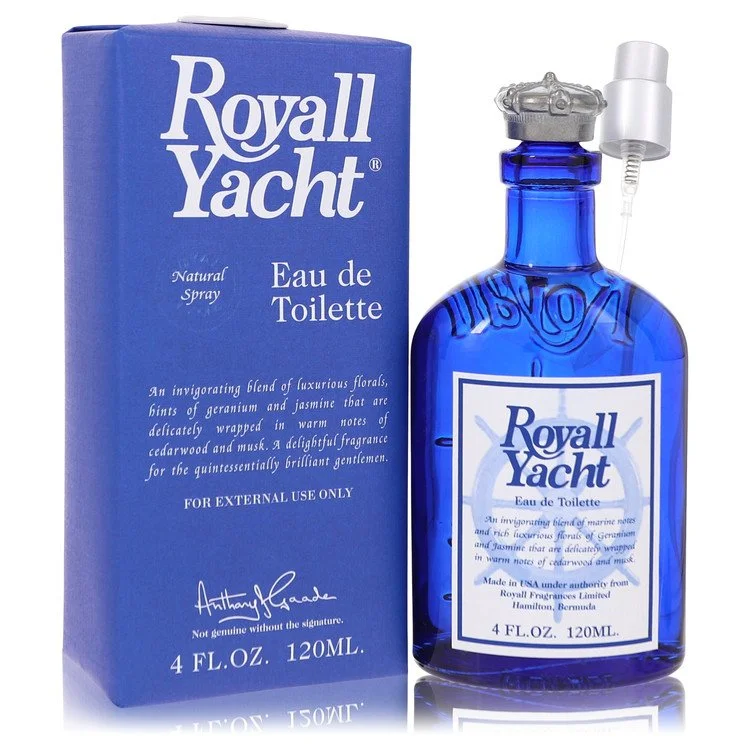 Royall
Yacht®
Natural
Spray
Eau de
Toilette
An invigorating blend of luxurious florals,
hints of geranium and jasmine that are
delicately wrapped in warm notes of
cedarwood and musk. A delightful fragrance
for the quintessentially brilliant gentlemen.
FOR EXTERNAL USE ONLY
Anthony J Gaade
Not genuine without the signature.
4 FL.OZ. 120ML.
Royall
Royall
Yacht
Eau de Toilette
An invigorating blend of marine notes
and rich luxurious florals of Geranium
and Jasmine that are delicately wrapped
in warm notes of cedarwood and musk.
Made in USA under authority from
Royall Fragrances Limited
Hamilton, Bermuda
4 FL.OZ. 120ML.